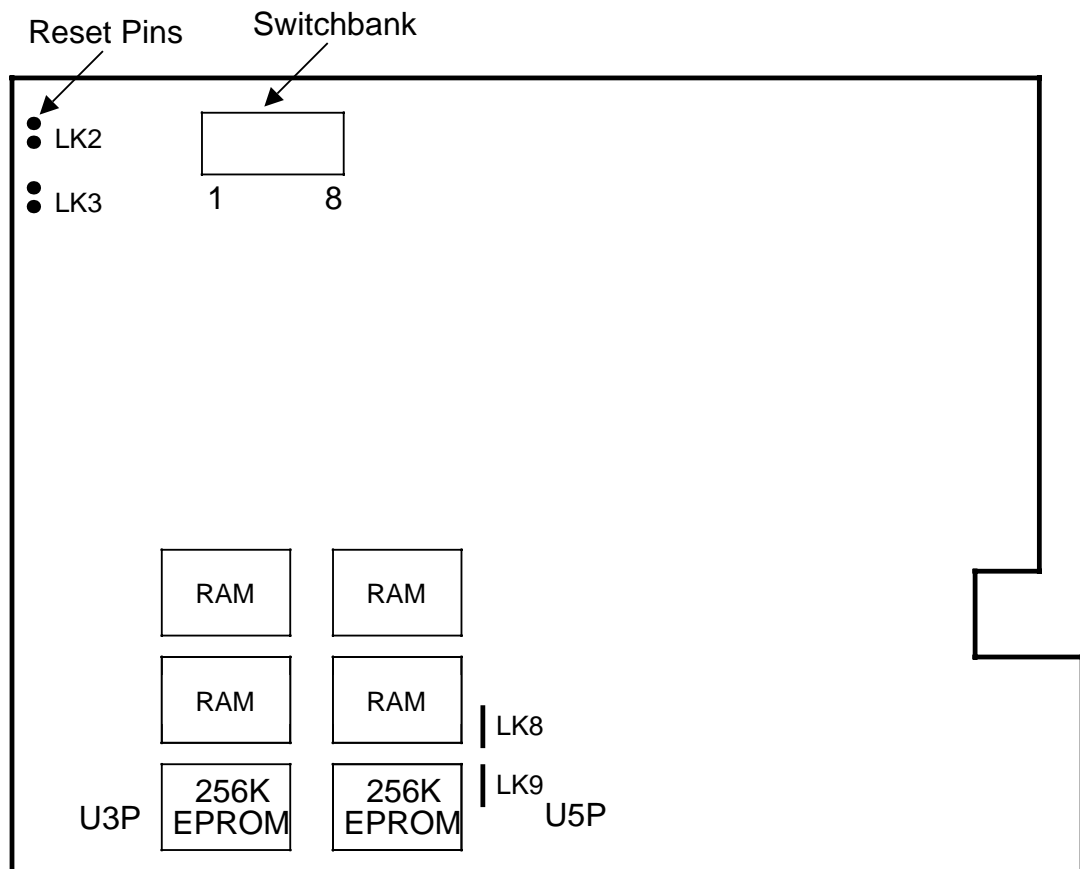 Reset Pins
Switchbank
LK2
LK3
1 8
RAM RAM
RAM RAM
LK8
LK9
U3P
256K
EPROM
256K
EPROM
U5P